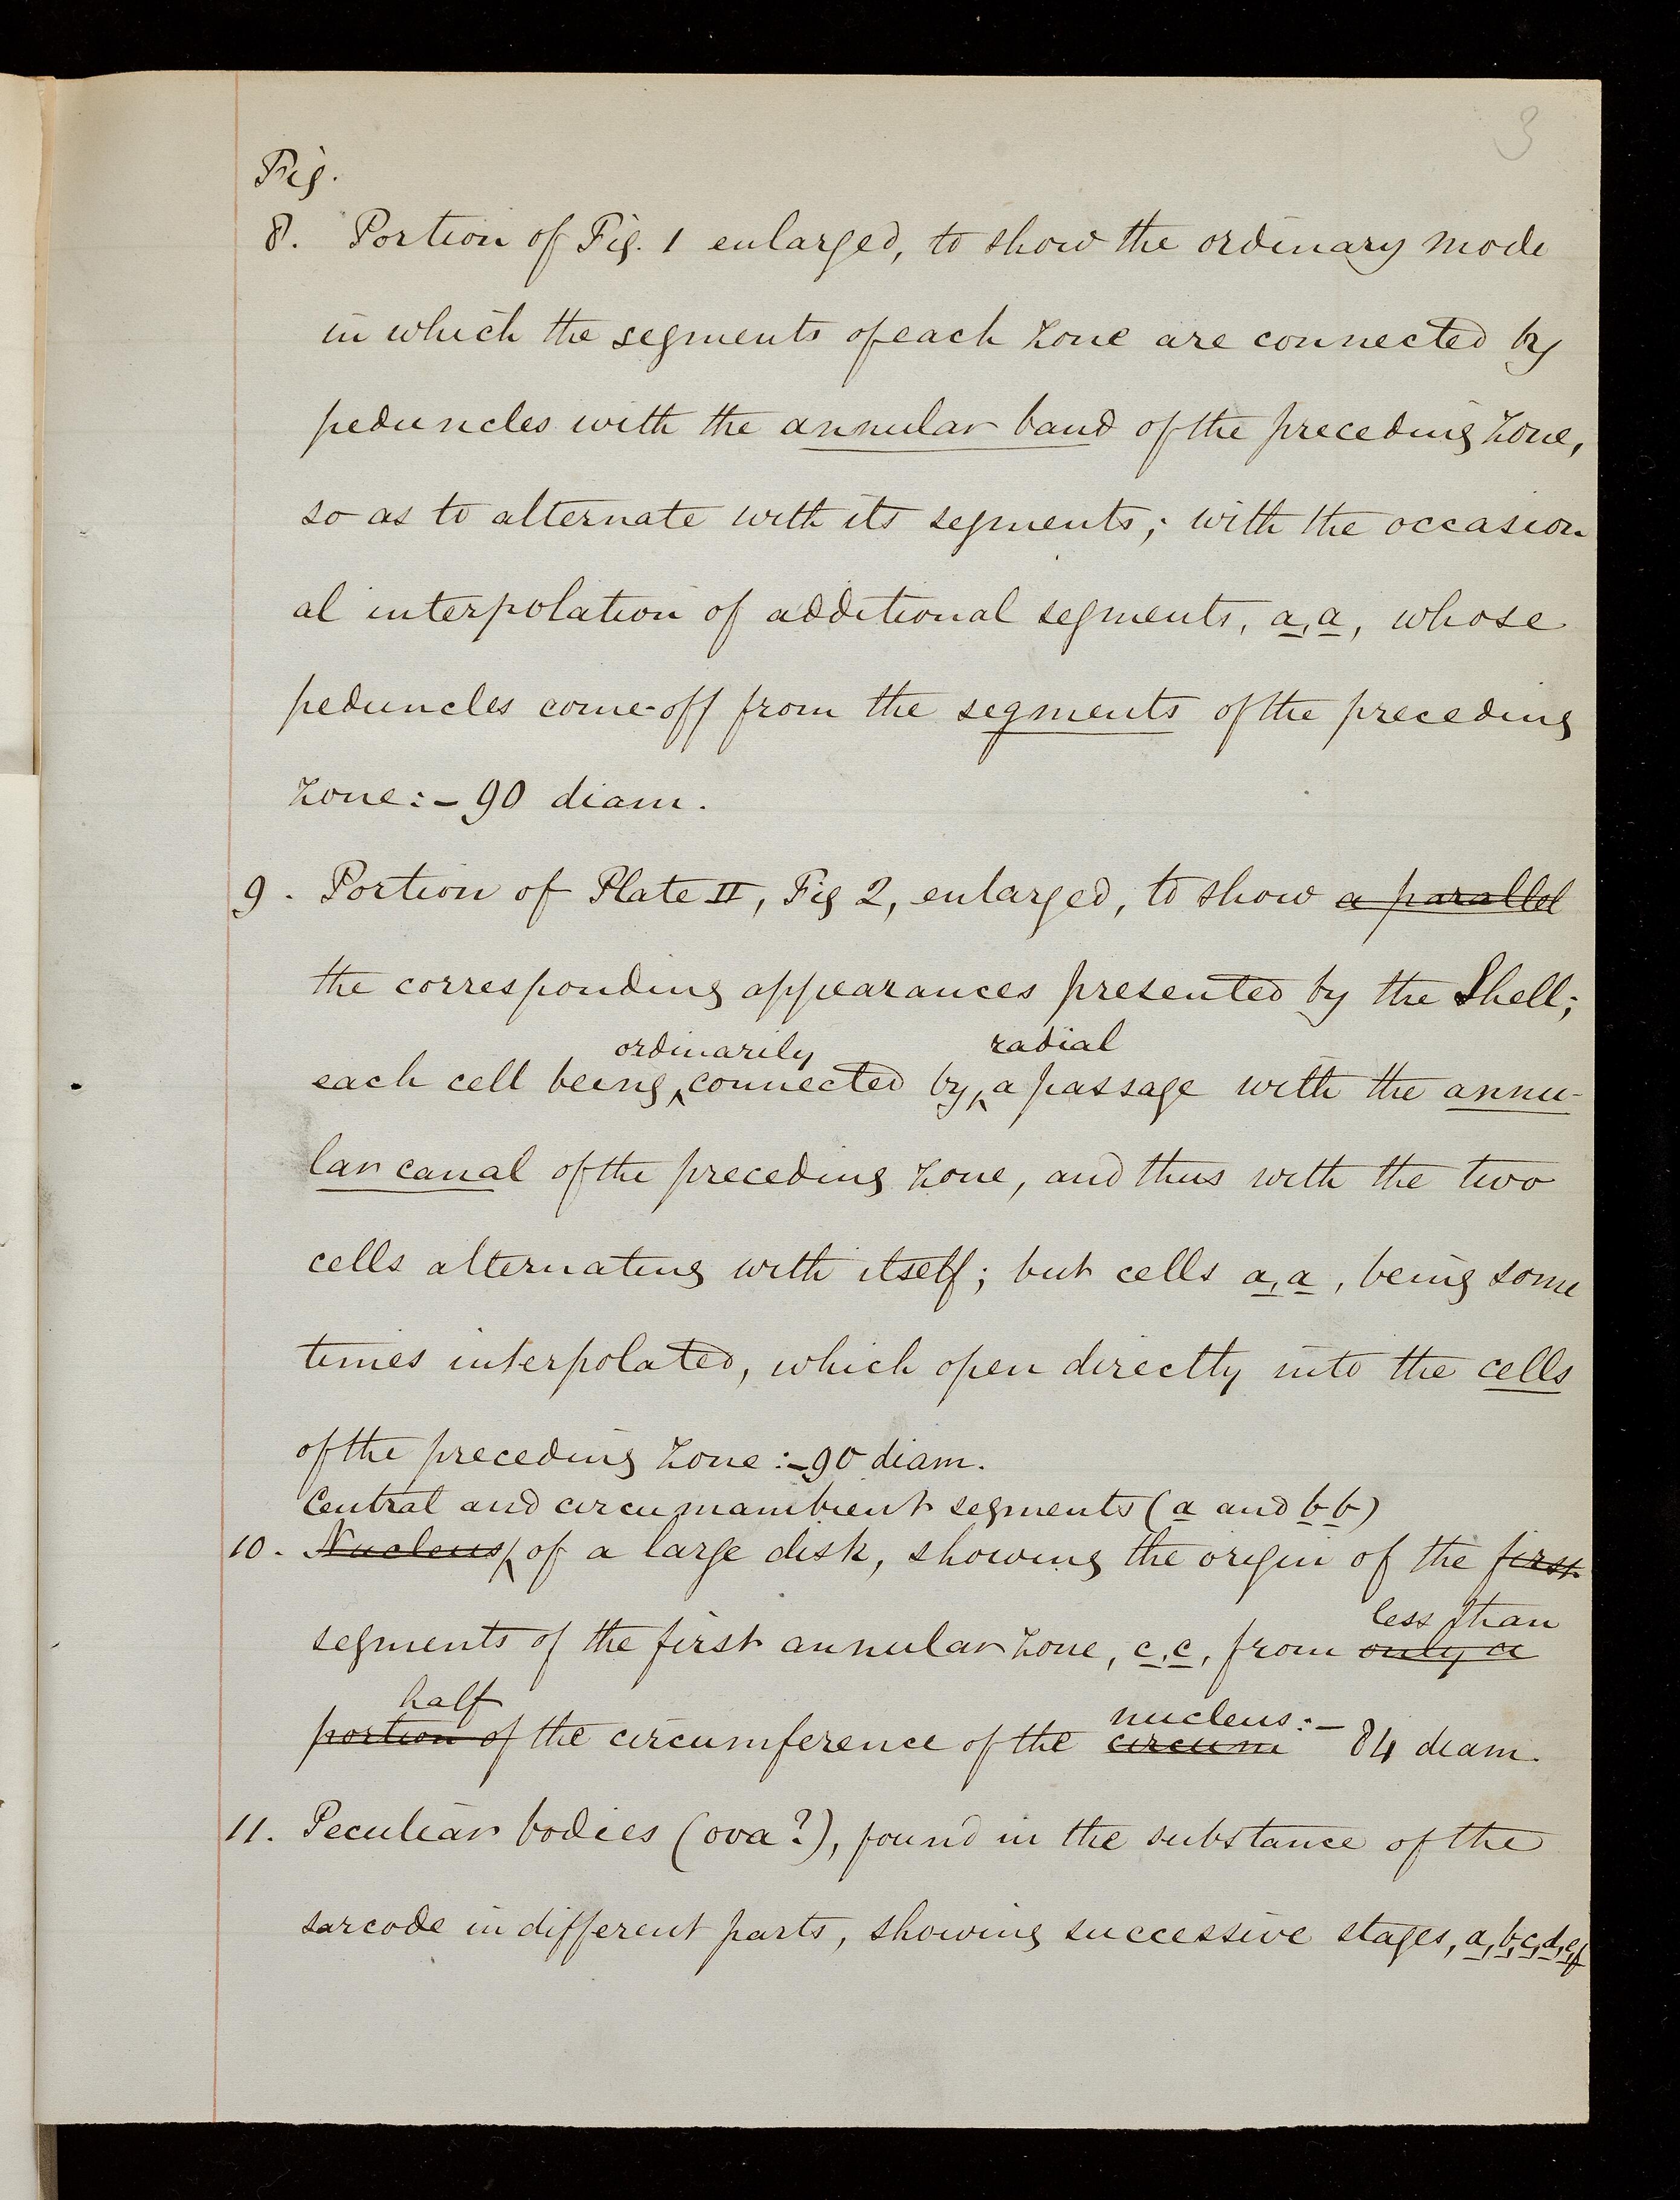 3
Fig.
8. Portion of Fig. 1 enlarged, to show the ordinary mode
in which the segments of each zone are connected by
peduncles with the annular band of the preceding zone,
so as to alternate with its segments; with the occasion
al interpolation of additional segments, a, a, whose
peduncles come off from the segments of the preceding
zone:- 90 diam.
9. Portion of Plate II, Fig 2, enlarged, to show a parallel
the corresponding appearances presented by the Shell;
ordinarily radial
each cell being connected by a passage with the annu-
lar canal of the preceding zone, and thus with the two
cells alternating with itself; but cells a, a, being some
times interpolated, which open directly into the cells
of the preceding zone:- 90 diam.
Central and circumambient segments (a and b b)
10. Nucleus of a large disk, showing the origin of the first
less than
segments of the first annular zone, c, c, from only a
half nucleus:-
portion of the circumference of the circum 84 diam.
11. Peculiar bodies (ova?), found in the substance of the
sarcode in different parts, showing successive stages, a, b, c, d, e, f